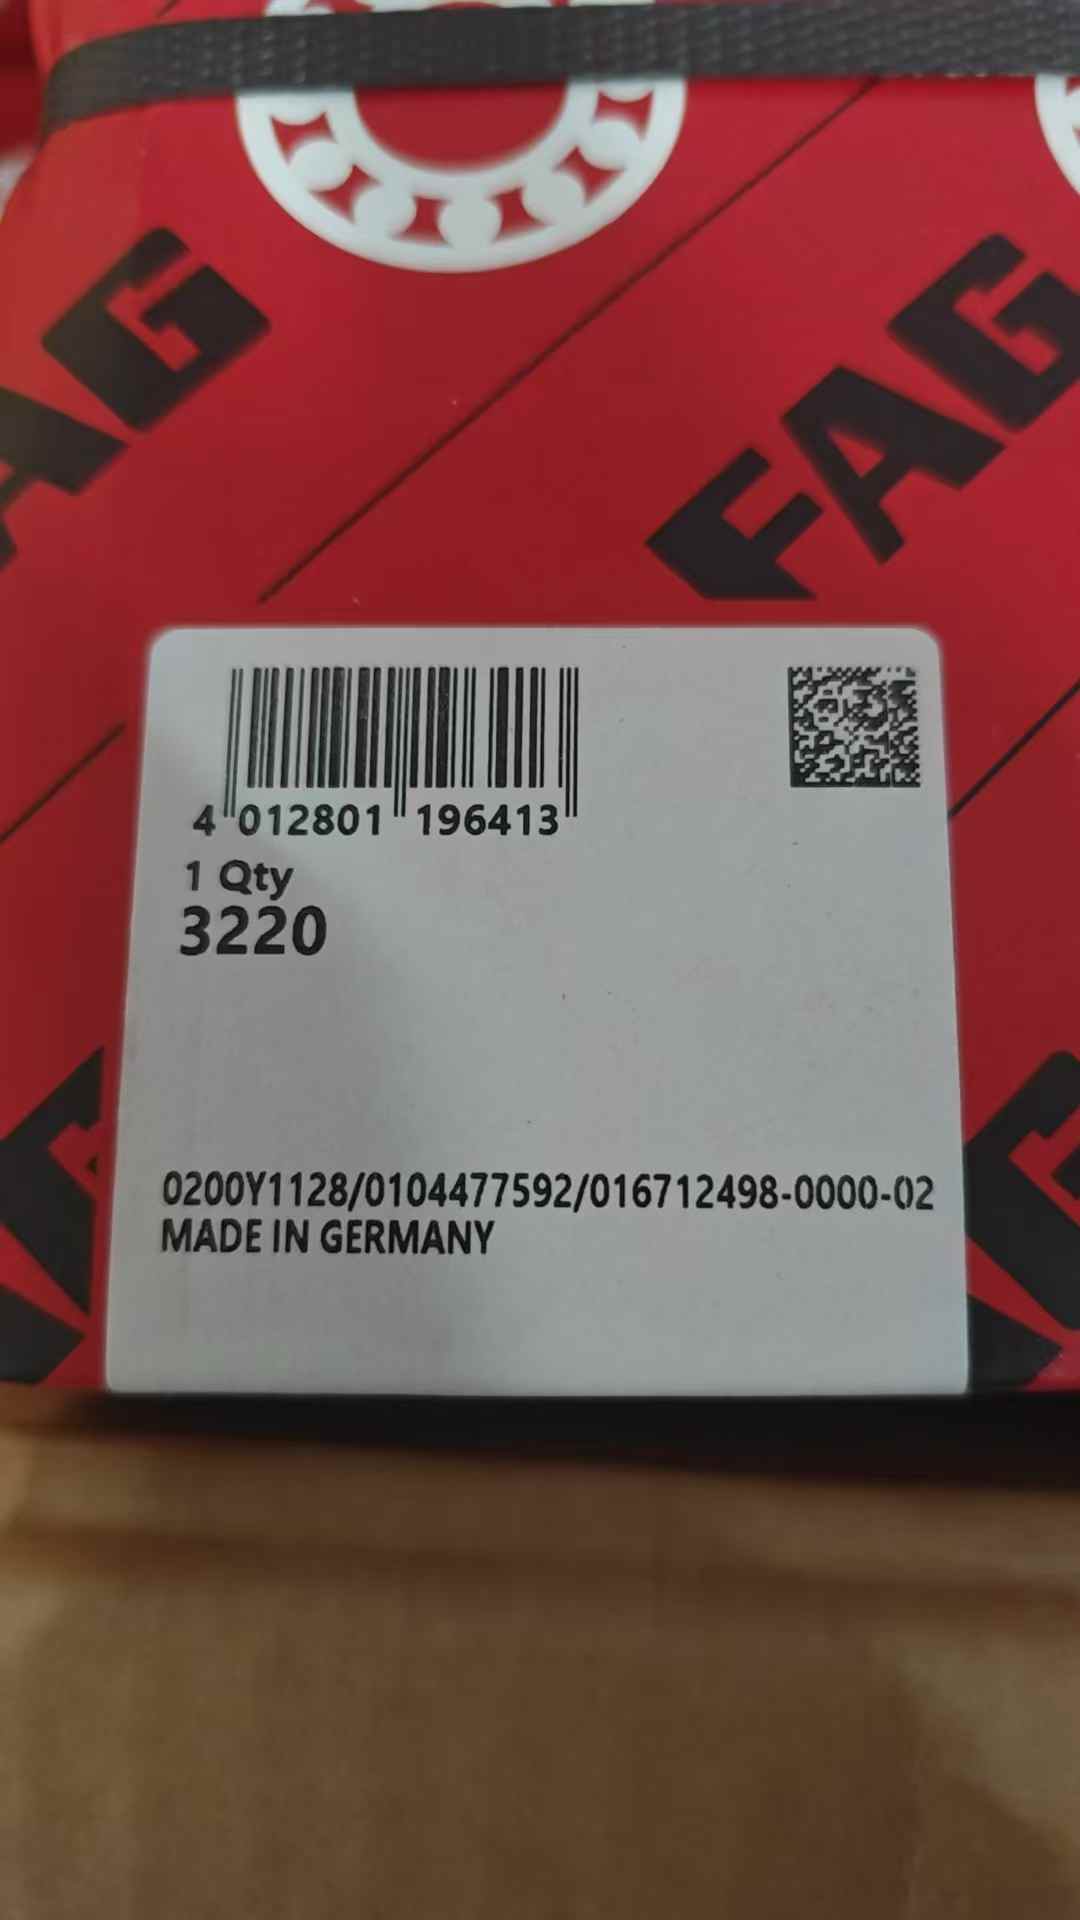 FAG
FAG
4 012801 196413
1 Qty
3220
0200Y1128/0104477592/016712498-0000-02
MADE IN GERMANY